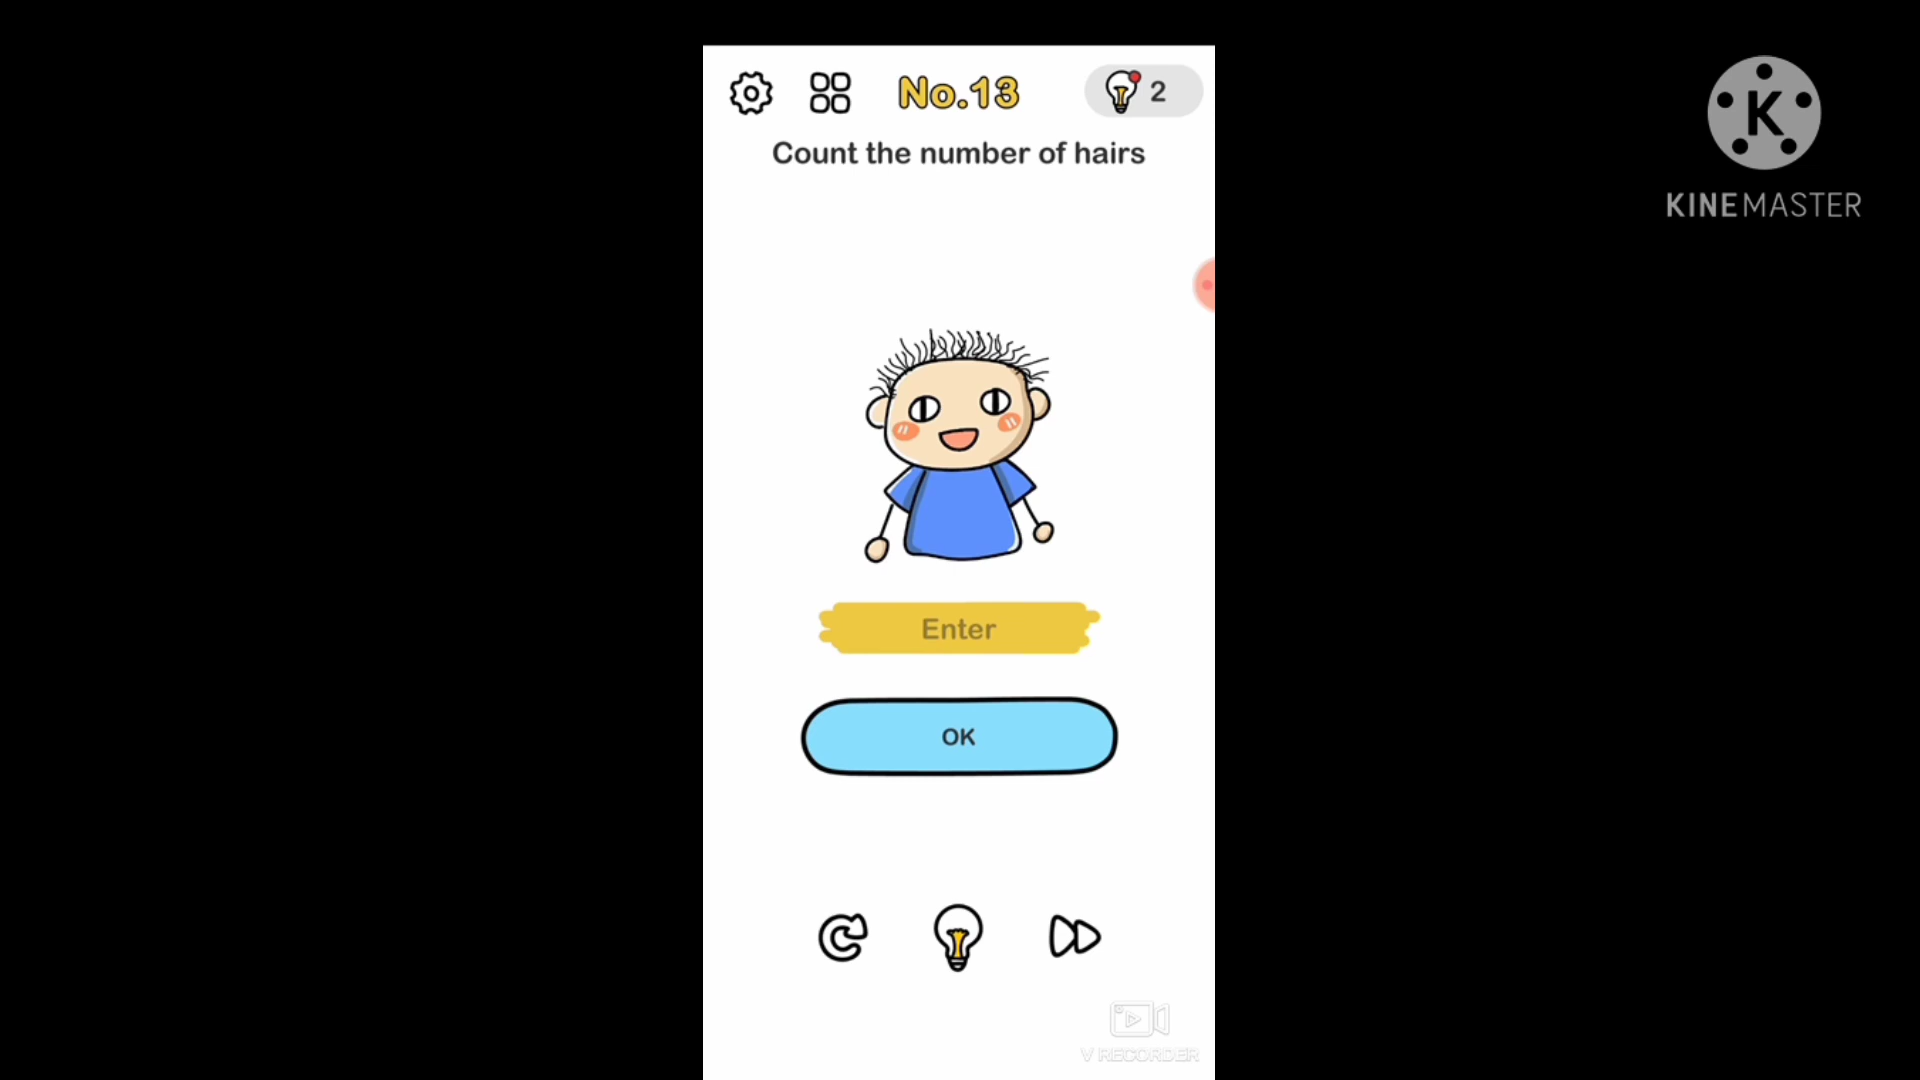 No.13
2
Count the number of hairs
Enter
OK
K
KINEMASTER
V RECORDER